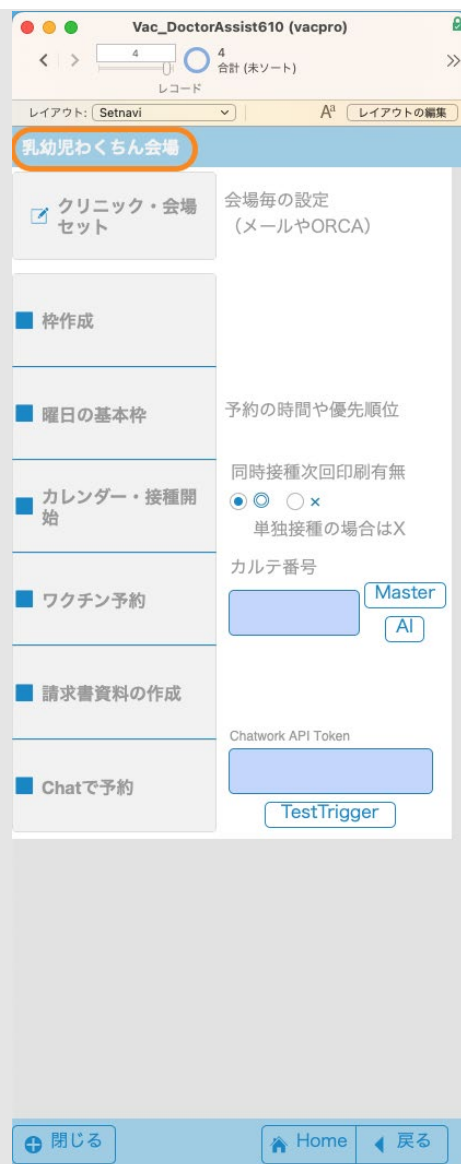 Vac_DoctorAssist610 (vacpro)
4
4
合計 (未ソート)
レコード
レイアウト: Setnavi
Aa
レイアウトの編集
乳幼児わくちん会場
クリニック・会場
セット
会場毎の設定
（メールやORCA）
枠作成
曜日の基本枠
予約の時間や優先順位
カレンダー・接種開
始
同時接種次回印刷有無
◎ ×
単独接種の場合はX
ワクチン予約
カルテ番号
Master
AI
請求書資料の作成
Chatで予約
Chatwork API Token
TestTrigger
閉じる
Home
戻る